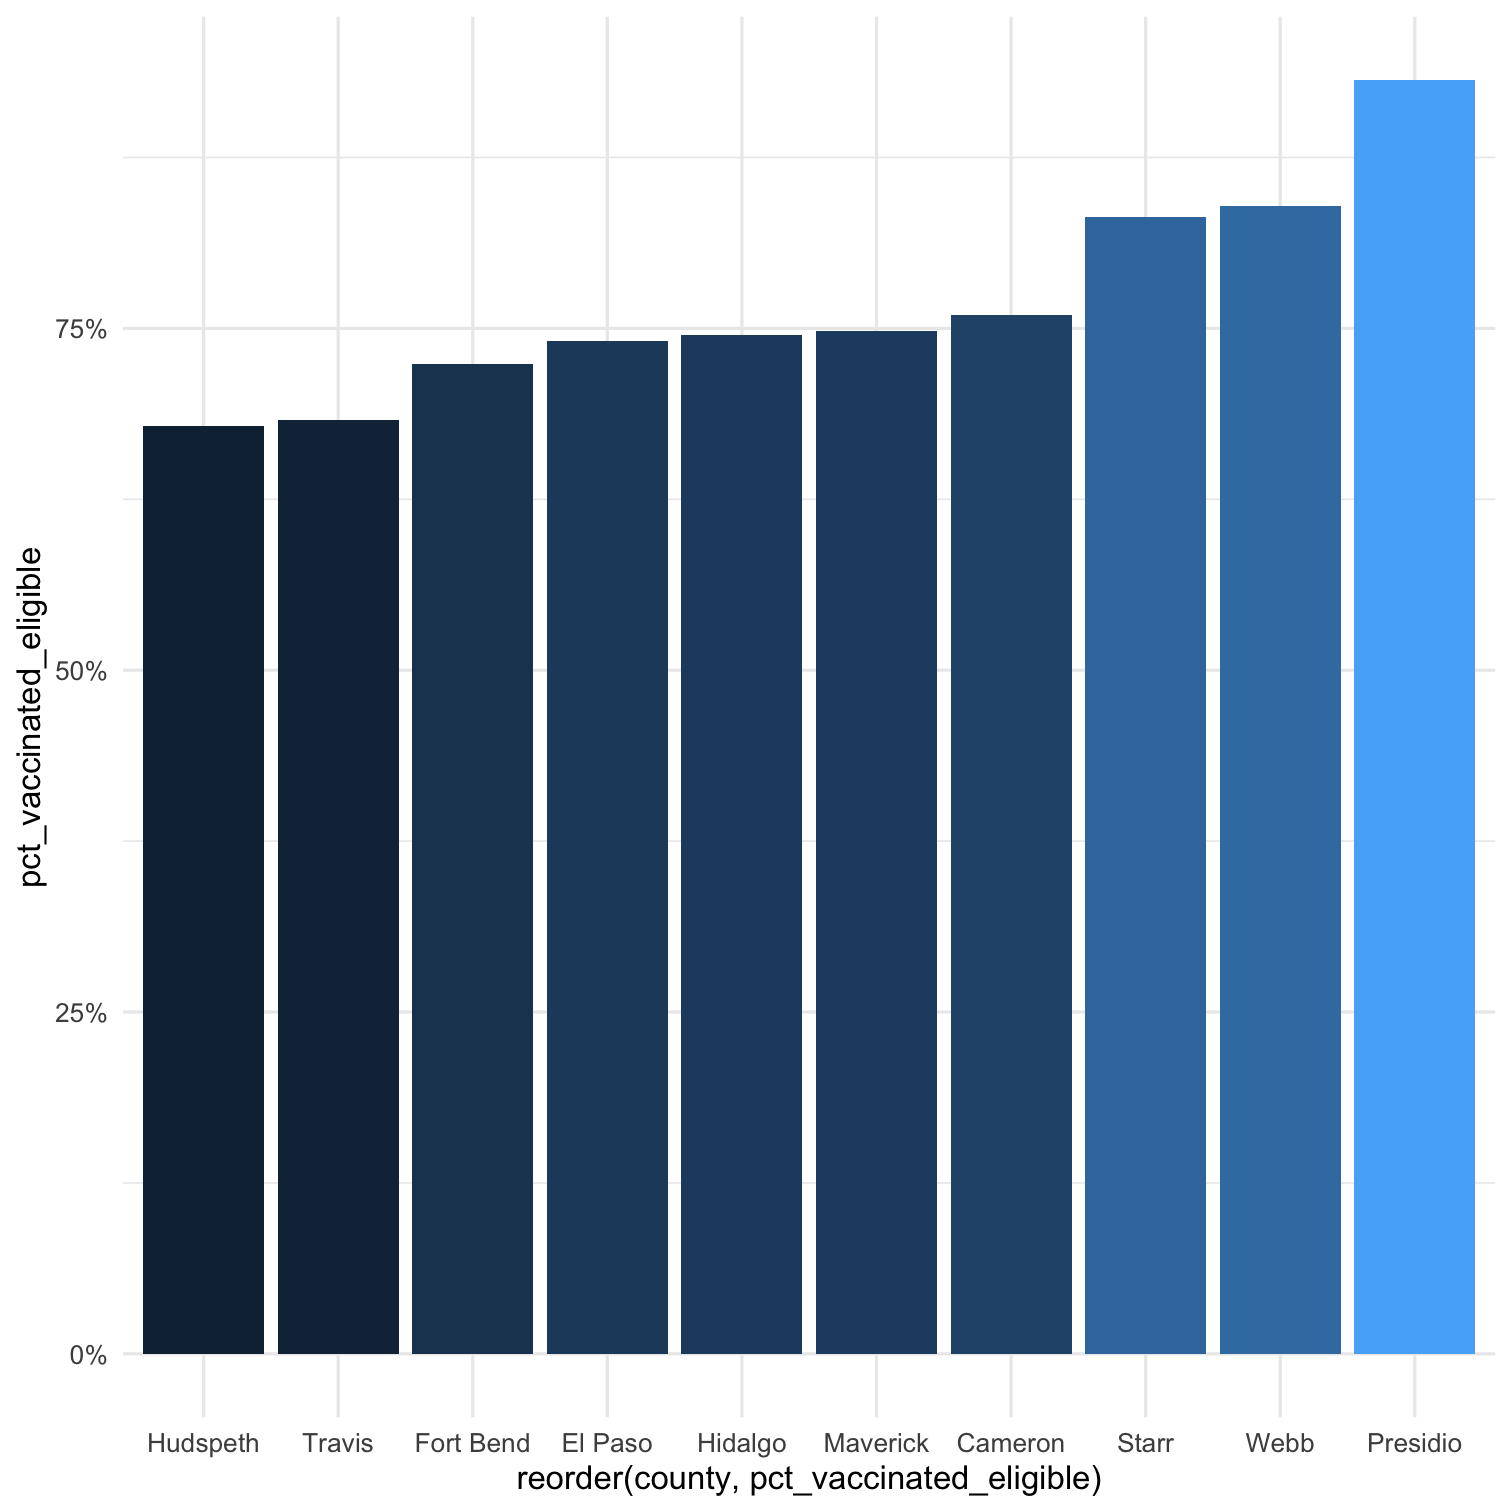 pct_vaccinated_eligible
75%
50%
25%
0%
Hudspeth Travis Fort Bend El Paso Hidalgo Maverick Cameron Starr Webb Presidio
reorder(county, pct_vaccinated_eligible)